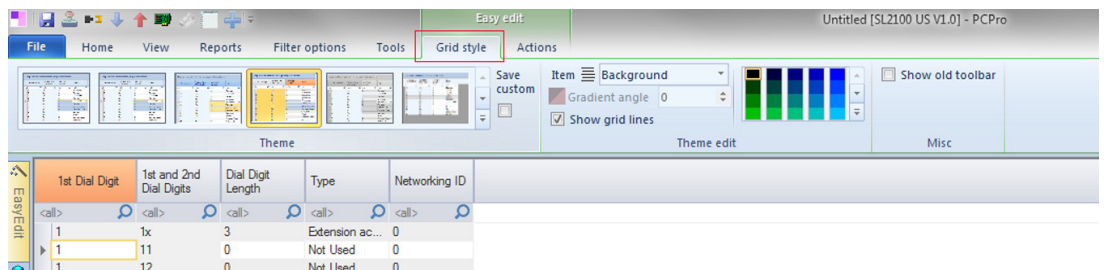 Easy edit
Untitled [SL2100 US V1.0] - PCPro
File Home View Reports Filter options Tools Grid style Actions
Save custom
Item Background
Gradient angle 0
Show grid lines
Show old toolbar
Theme Theme edit Misc
EasyEdit
1st Dial Digit 1st and 2nd Dial Digits Dial Digit Length Type Networking ID
<all> <all> <all> <all> <all>
1 1x 3 Extension ac... 0
1 11 0 Not Used 0
1 12 0 Not Used 0